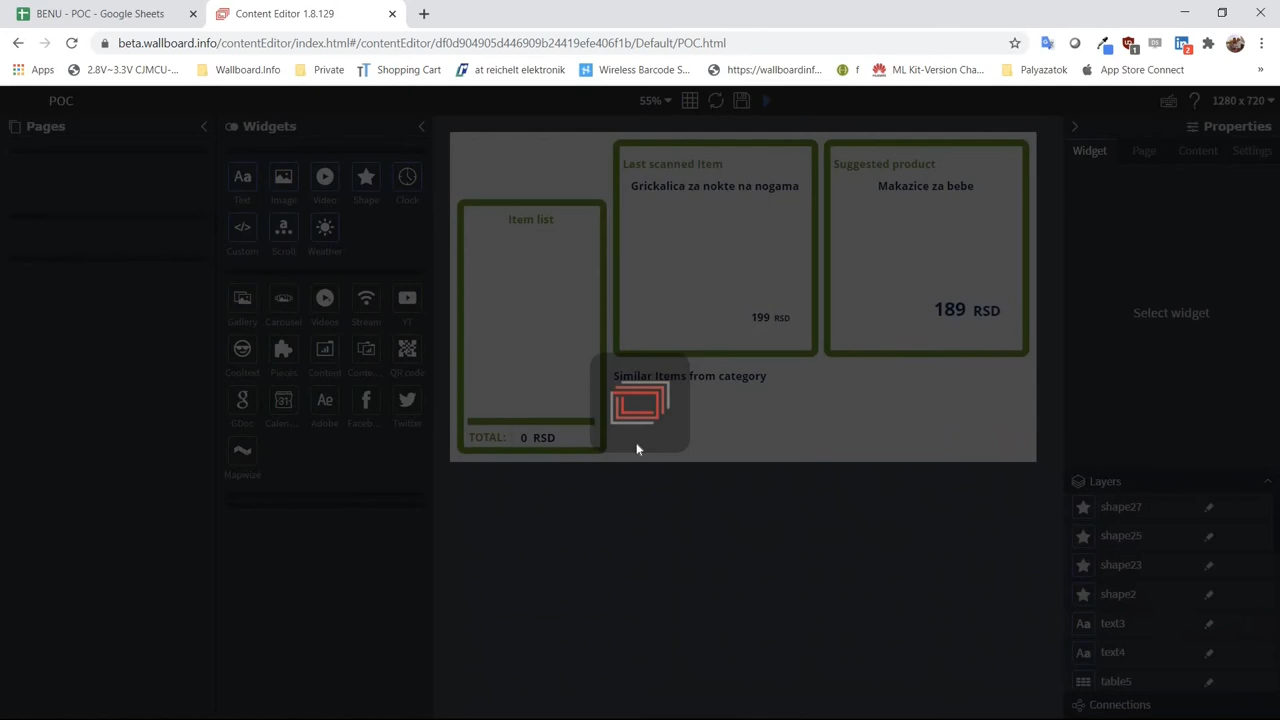 BENU - POC - Google Sheets
Content Editor 1.8.129
beta.wallboard.info/contentEditor/index.html#/contentEditor/df0d904905d446909b24419efe406f1b/Default/POC.html
Apps
2.8V~3.3V CJMCU-...
Wallboard.Info
Private
Shopping Cart
at reichelt elektronik
Wireless Barcode S...
https://wallboardinf...
f
ML Kit-Version Cha...
Palyazatok
App Store Connect
»
POC
55%
1280 x 720
Pages
Widgets
Properties
Widget
Page
Content
Settings
Text
Image
Video
Shape
Clock
Custom
Scroll
Weather
Gallery
Carousel
Videos
Stream
YT
Cooltext
Pieces
Content
Conte...
QR code
GDoc
Calen...
Adobe
Faceb...
Twitter
Mapwize
Item list
TOTAL: 0 RSD
Last scanned Item
Grickalica za nokte na nogama
199 RSD
Suggested product
Makazice za bebe
189 RSD
Similar Items from category
Select widget
Layers
shape27
shape25
shape23
shape2
text3
text4
table5
Connections